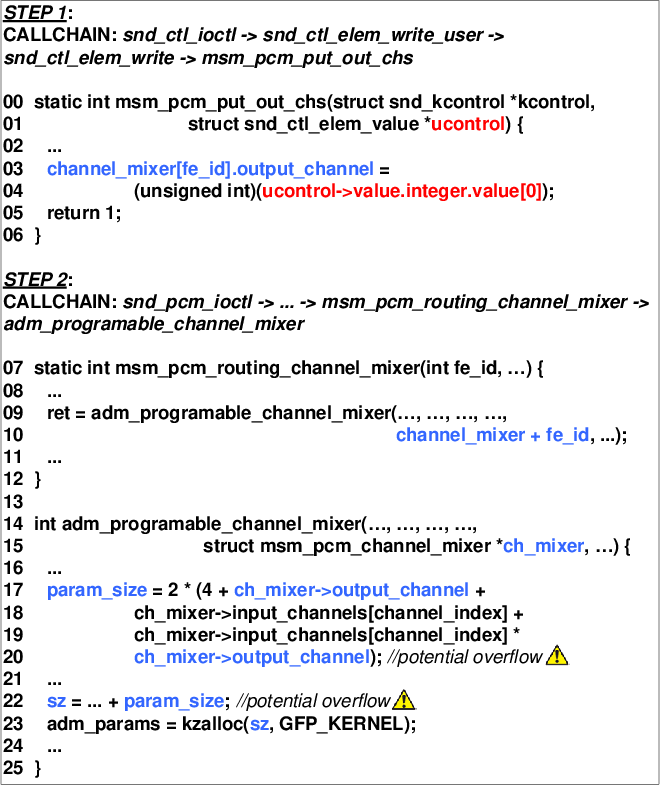 STEP 1:
CALLCHAIN: snd_ctl_ioctl -> snd_ctl_elem_write_user ->
snd_ctl_elem_write -> msm_pcm_put_out_chs
00 static int msm_pcm_put_out_chs(struct snd_kcontrol *kcontrol,
01 struct snd_ctl_elem_value *ucontrol) {
02 ...
03 channel_mixer[fe_id].output_channel =
04 (unsigned int)(ucontrol->value.integer.value[0]);
05 return 1;
06 }
STEP 2:
CALLCHAIN: snd_pcm_ioctl -> ... -> msm_pcm_routing_channel_mixer ->
adm_programable_channel_mixer
07 static int msm_pcm_routing_channel_mixer(int fe_id, …) {
08 ...
09 ret = adm_programable_channel_mixer(…, …, …, …,
10 channel_mixer + fe_id, ...);
11 ...
12 }
13
14 int adm_programable_channel_mixer(…, …, …, …,
15 struct msm_pcm_channel_mixer *ch_mixer, …) {
16 ...
17 param_size = 2 * (4 + ch_mixer->output_channel +
18 ch_mixer->input_channels[channel_index] +
19 ch_mixer->input_channels[channel_index] *
20 ch_mixer->output_channel); //potential overflow
21 ...
22 sz = ... + param_size; //potential overflow
23 adm_params = kzalloc(sz, GFP_KERNEL);
24 ...
25 }